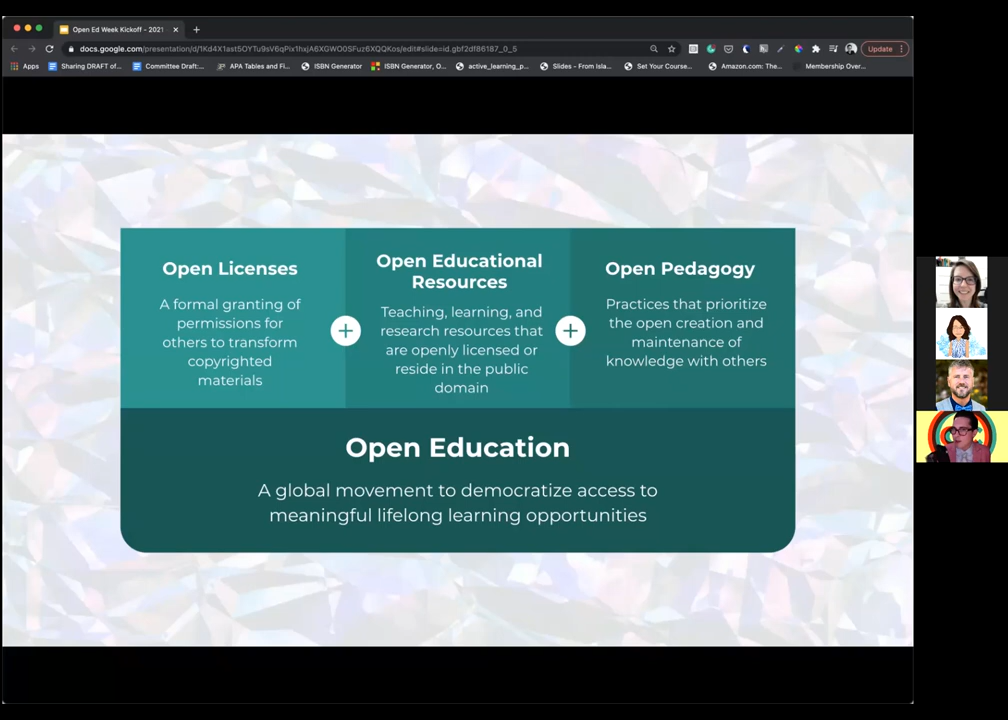 Open Ed Week Kickoff - 2021
docs.google.com/presentation/d/1Kd4X1ast5OYTu9sV6qPix1hxjA6XGWO0SFuz6XQQKos/edit#slide=id.gbf2df86187_0_5
Update
Apps
Sharing DRAFT of...
Committee Draft:...
APA Tables and Fi...
ISBN Generator
ISBN Generator, O...
active_learning_p...
Slides - From Isla...
Set Your Course...
Amazon.com: The...
Membership Over...
Open Licenses
A formal granting of
permissions for
others to transform
copyrighted
materials
Open Educational
Resources
Teaching, learning, and
research resources that
are openly licensed or
reside in the public
domain
Open Pedagogy
Practices that prioritize
the open creation and
maintenance of
knowledge with others
Open Education
A global movement to democratize access to
meaningful lifelong learning opportunities